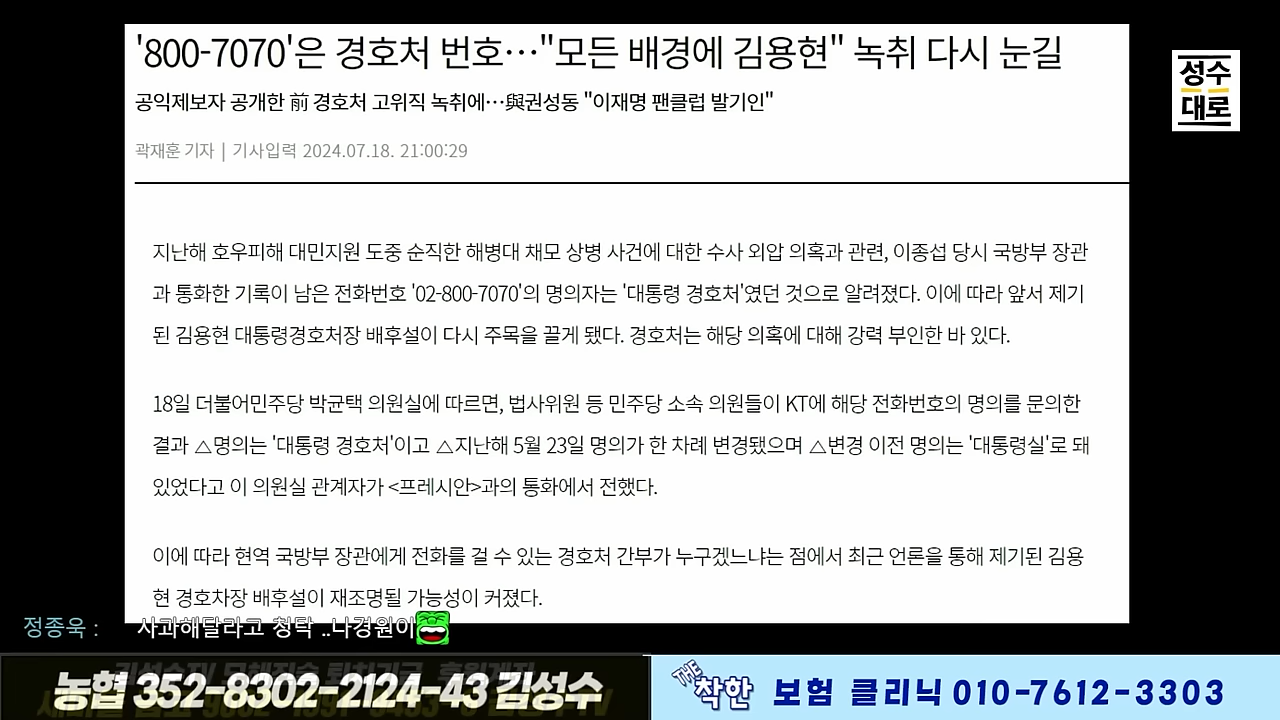 '800-7070'은 경호처 번호…"모든 배경에 김용현" 녹취 다시 눈길
공익제보자 공개한 前 경호처 고위직 녹취에…與권성동 "이재명 팬클럽 발기인"
곽재훈 기자 | 기사입력 2024.07.18. 21:00:29
성수
대로
지난해 호우피해 대민지원 도중 순직한 해병대 채모 상병 사건에 대한 수사 외압 의혹과 관련, 이종섭 당시 국방부 장관
과 통화한 기록이 남은 전화번호 '02-800-7070'의 명의자는 '대통령 경호처'였던 것으로 알려졌다. 이에 따라 앞서 제기
된 김용현 대통령경호처장 배후설이 다시 주목을 끌게 됐다. 경호처는 해당 의혹에 대해 강력 부인한 바 있다.
18일 더불어민주당 박균택 의원실에 따르면, 법사위원 등 민주당 소속 의원들이 KT에 해당 전화번호의 명의를 문의한
결과 △명의는 '대통령 경호처'이고 △지난해 5월 23일 명의가 한 차례 변경됐으며 △변경 이전 명의는 '대통령실'로 돼
있었다고 이 의원실 관계자가 <프레시안>과의 통화에서 전했다.
이에 따라 현역 국방부 장관에게 전화를 걸 수 있는 경호처 간부가 누구겠느냐는 점에서 최근 언론을 통해 제기된 김용
현 경호차장 배후설이 재조명될 가능성이 커졌다.
정종욱 : 사과해달라고 청탁 ..나경원이
농협 352-8302-2124-43 김성수
THE 착한 보험 클리닉 010-7612-3303